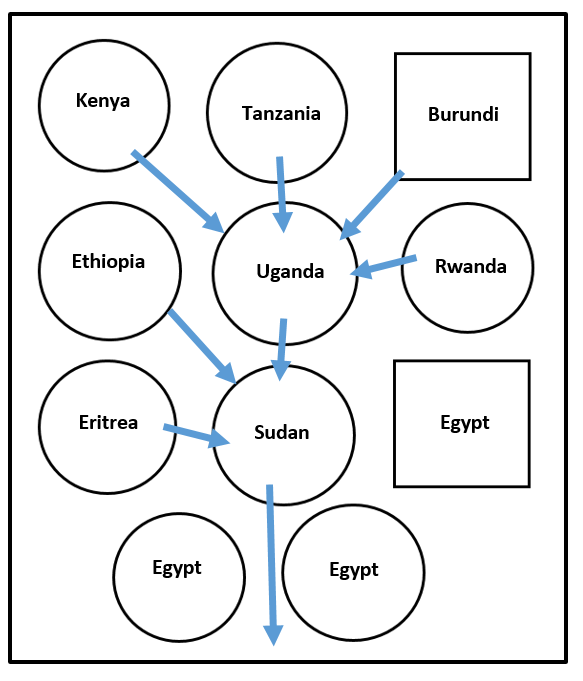 Kenya
Tanzania
Burundi
Ethiopia
Uganda
Rwanda
Eritrea
Sudan
Egypt
Egypt
Egypt